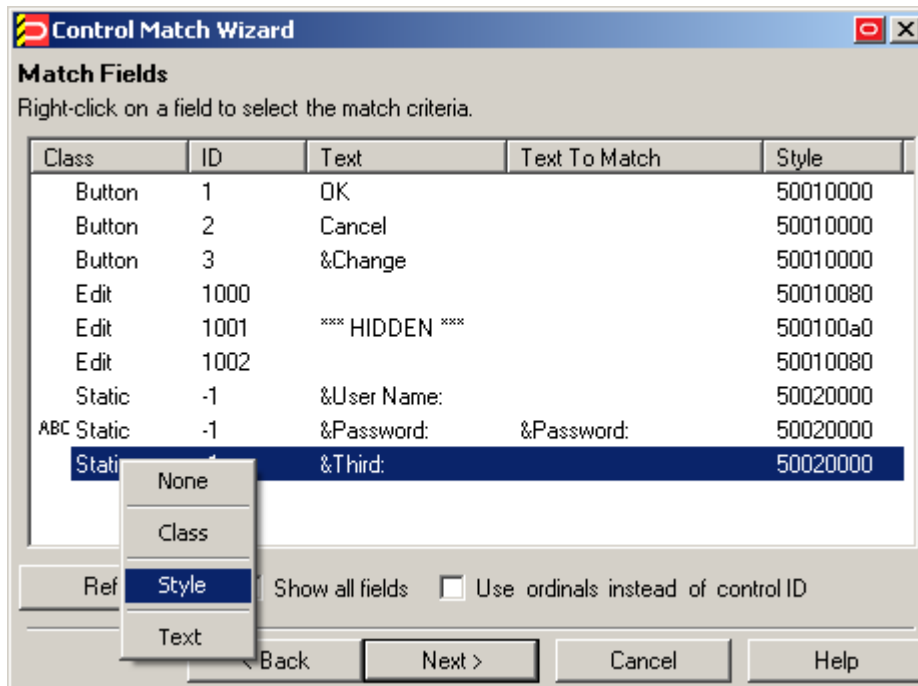 Control Match Wizard
Match Fields
Right-click on a field to select the match criteria.
Class ID Text Text To Match Style
Button 1 OK 50010000
Button 2 Cancel 50010000
Button 3 &Change 50010000
Edit 1000 50010080
Edit 1001 *** HIDDEN *** 500100a0
Edit 1002 50010080
Static -1 &User Name: 50020000
ABC Static -1 &Password: &Password: 50020000
Stati &Third: 50020000
None
Class
Ref Style Show all fields Use ordinals instead of control ID
Text
< Back Next > Cancel Help